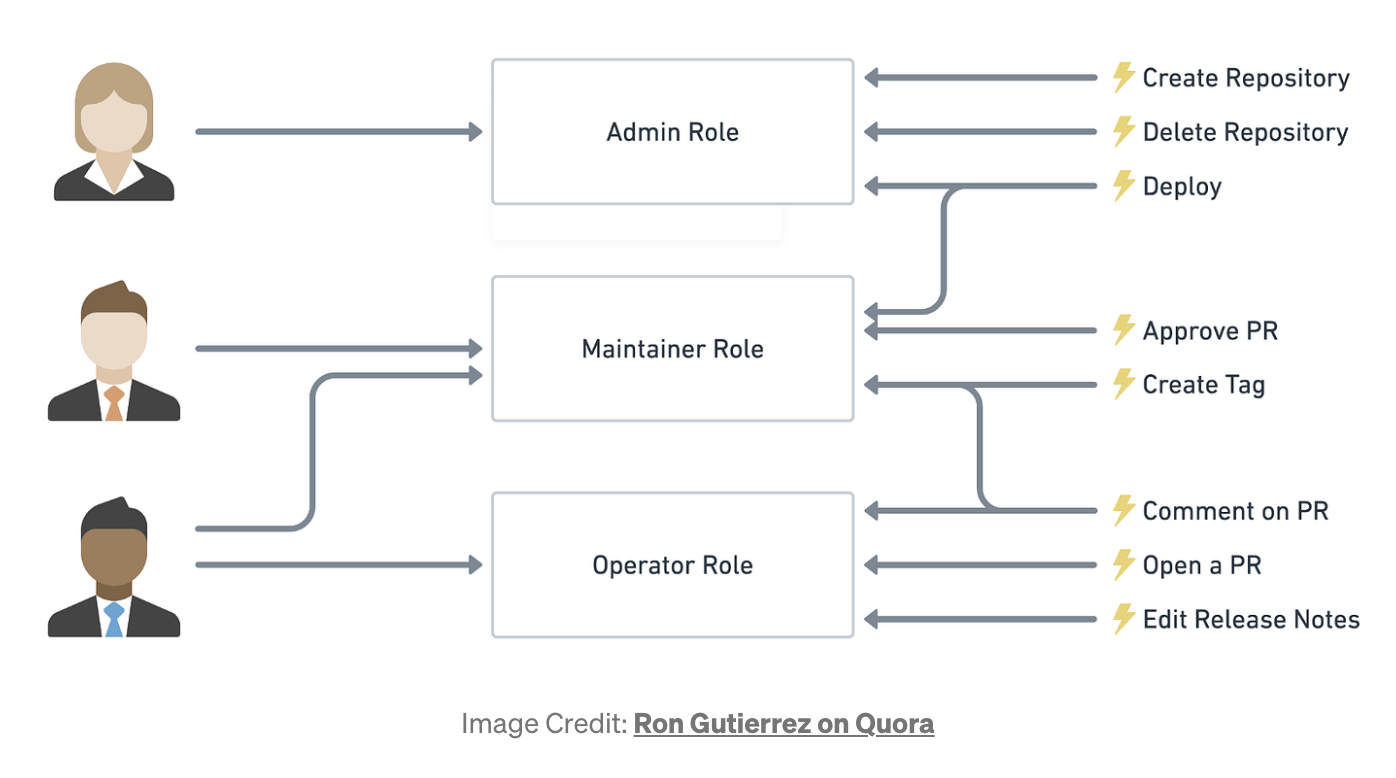 Admin Role
Create Repository
Delete Repository
Deploy
Maintainer Role
Approve PR
Create Tag
Operator Role
Comment on PR
Open a PR
Edit Release Notes
Image Credit: Ron Gutierrez on Quora